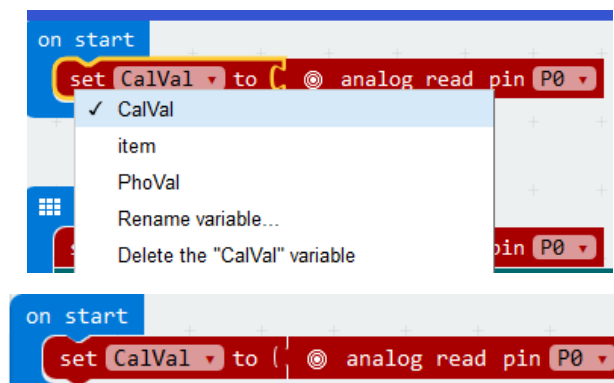 on start
set CalVal to analog read pin P0
✓ CalVal
item
PhoVal
Rename variable...
Delete the "CalVal" variable
pin P0
on start
set CalVal to analog read pin P0